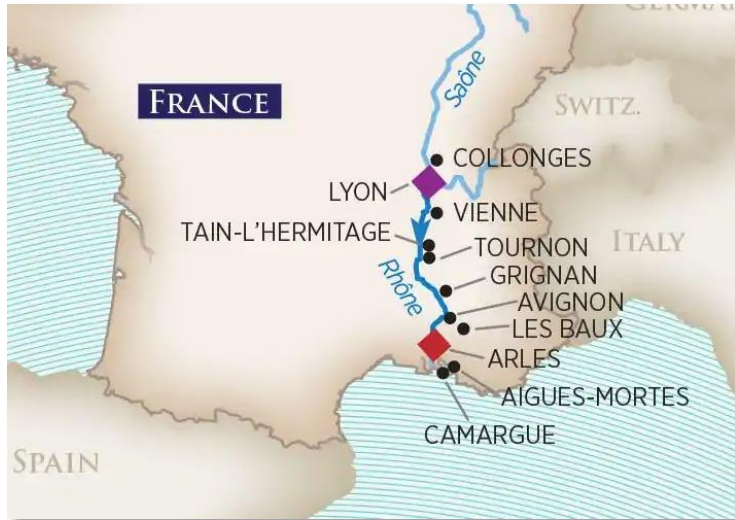 GERMA
FRANCE
Saône
SWITZ.
COLLONGES
LYON
VIENNE
TAIN-L'HERMITAGE
TOURNON
ITALY
Rhône
GRIGNAN
AVIGNON
LES BAUX
ARLES
AIGUES-MORTES
CAMARGUE
SPAIN